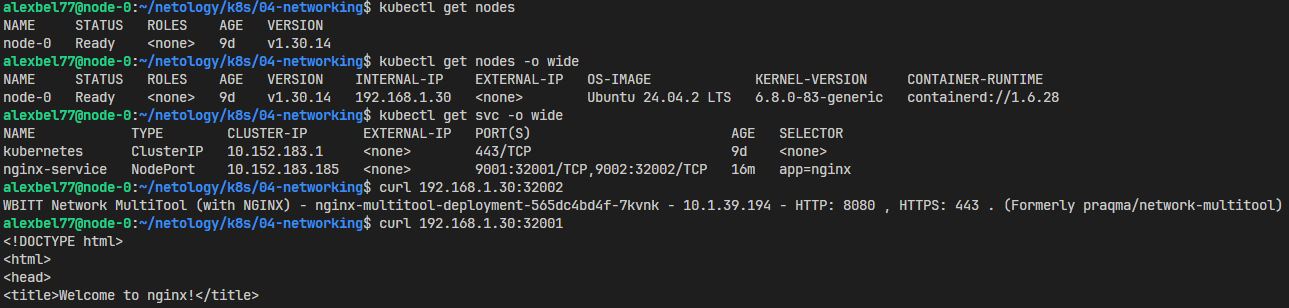 alexbel77@node-0:~/netology/k8s/04-networking$ kubectl get nodes
NAME     STATUS   ROLES    AGE   VERSION
node-0   Ready    <none>   9d    v1.30.14
alexbel77@node-0:~/netology/k8s/04-networking$ kubectl get nodes -o wide
NAME     STATUS   ROLES    AGE   VERSION    INTERNAL-IP    EXTERNAL-IP   OS-IMAGE             KERNEL-VERSION     CONTAINER-RUNTIME
node-0   Ready    <none>   9d    v1.30.14   192.168.1.30   <none>        Ubuntu 24.04.2 LTS   6.8.0-83-generic   containerd://1.6.28
alexbel77@node-0:~/netology/k8s/04-networking$ kubectl get svc -o wide
NAME            TYPE        CLUSTER-IP       EXTERNAL-IP   PORT(S)                         AGE   SELECTOR
kubernetes      ClusterIP   10.152.183.1     <none>        443/TCP                         9d    <none>
nginx-service   NodePort    10.152.183.185   <none>        9001:32001/TCP,9002:32002/TCP   16m   app=nginx
alexbel77@node-0:~/netology/k8s/04-networking$ curl 192.168.1.30:32002
WBITT Network MultiTool (with NGINX) - nginx-multitool-deployment-565dc4bd4f-7kvnk - 10.1.39.194 - HTTP: 8080 , HTTPS: 443 . (Formerly praqma/network-multitool)
alexbel77@node-0:~/netology/k8s/04-networking$ curl 192.168.1.30:32001
<!DOCTYPE html>
<html>
<head>
<title>Welcome to nginx!</title>